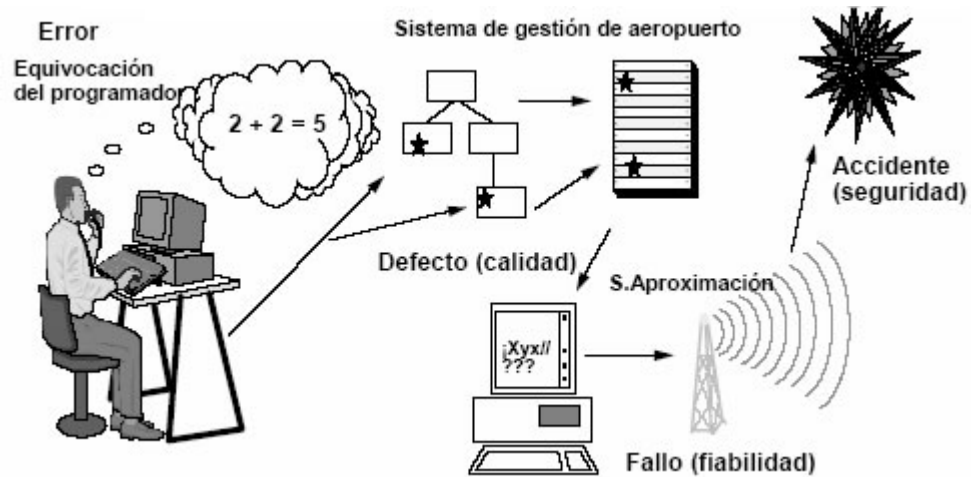 Error
Equivocación
del programador
2 + 2 = 5
Sistema de gestión de aeropuerto
Defecto (calidad)
S.Aproximación
¡Xyx//
???
Fallo (fiabilidad)
Accidente
(seguridad)